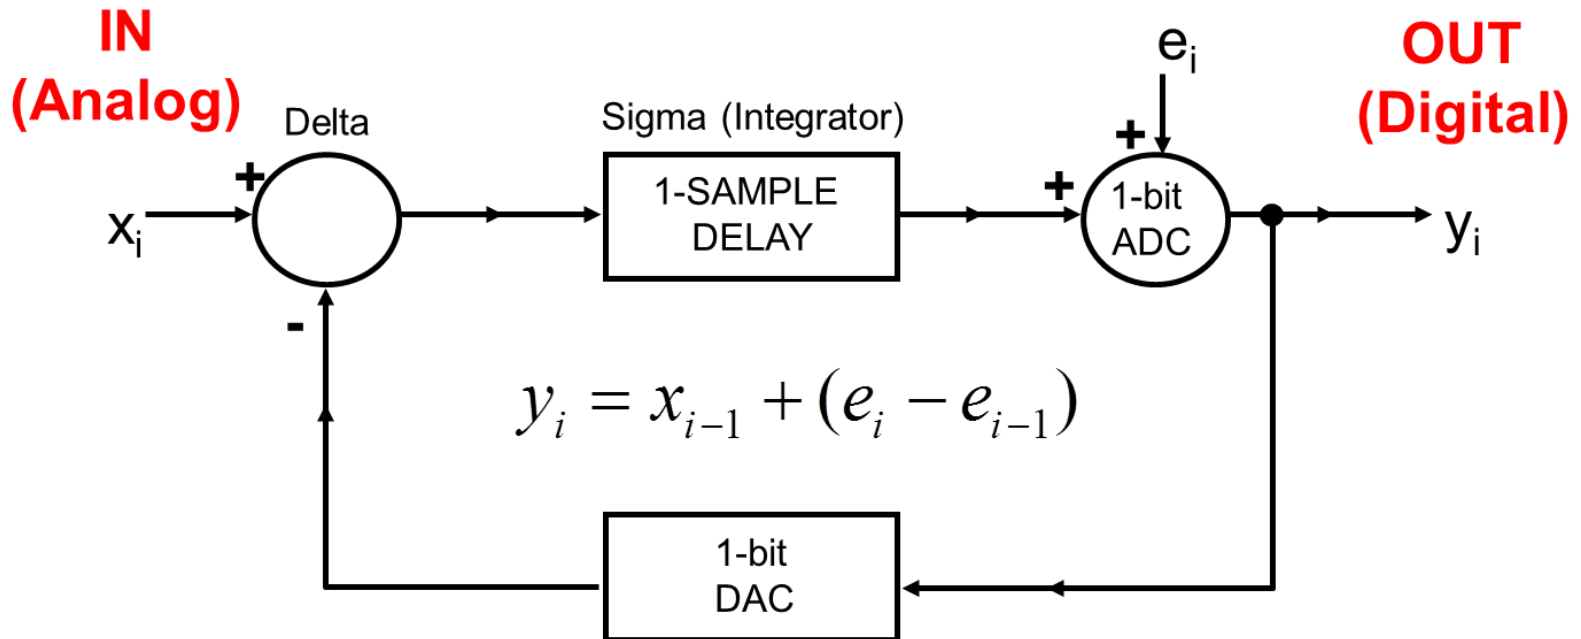 IN
(Analog)
Delta
Sigma (Integrator)
e_i
OUT
(Digital)
+
+
+
x_i
1-SAMPLE
DELAY
1-bit
ADC
y_i
-
y_i = x_{i-1} + (e_i - e_{i-1})
1-bit
DAC